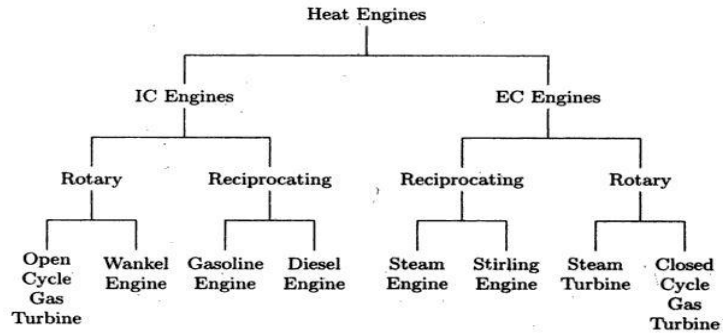 Heat Engines
IC Engines
EC Engines
Rotary
Reciprocating
Reciprocating
Rotary
Open
Cycle
Gas
Turbine
Wankel
Engine
Gasoline
Engine
Diesel
Engine
Steam
Engine
Stirling
Engine
Steam
Turbine
Closed
Cycle
Gas
Turbine